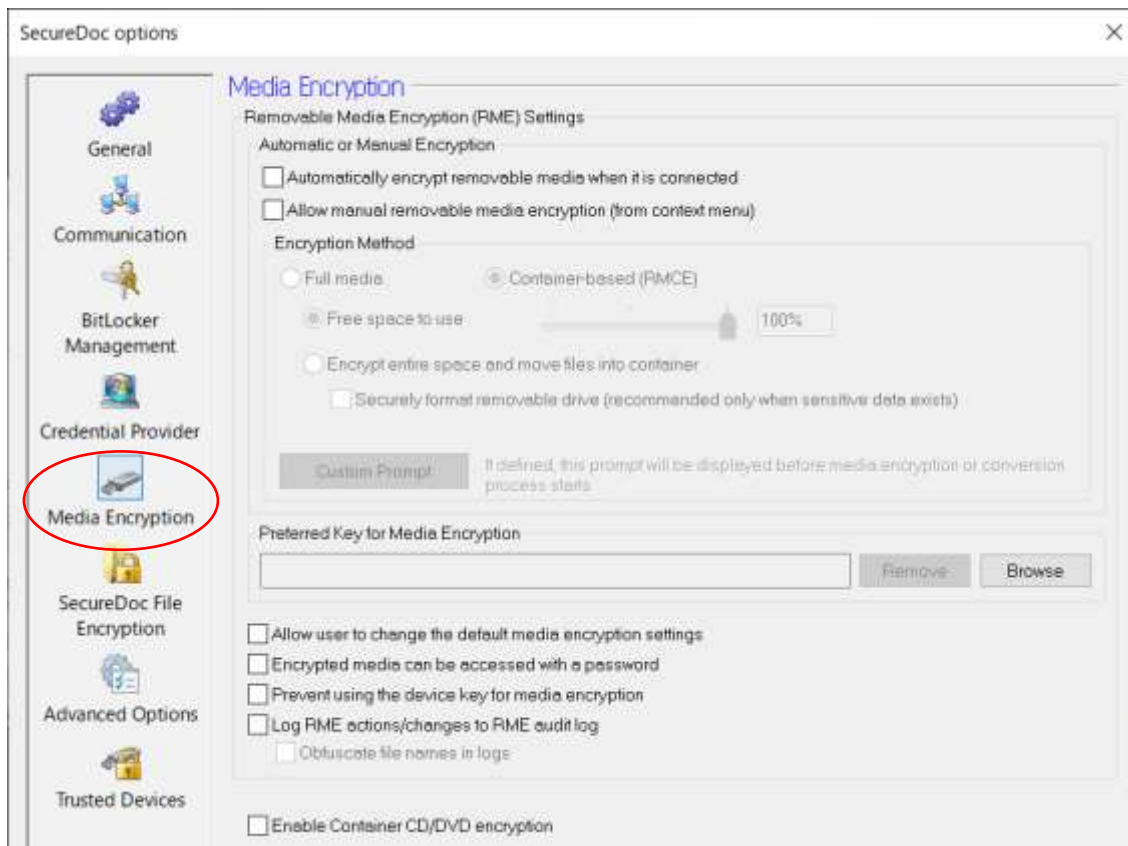 SecureDoc options
General
Communication
BitLocker
Management
Credential Provider
Media Encryption
SecureDoc File
Encryption
Advanced Options
Trusted Devices
Media Encryption
Removable Media Encryption (RME) Settings
Automatic or Manual Encryption
Automatically encrypt removable media when it is connected
Allow manual removable media encryption (from context menu)
Encryption Method
Full media Container-based (RMCE)
Free space to use 100%
Encrypt entire space and move files into container
Securely format removable drive (recommended only when sensitive data exists)
Custom Prompt
If defined, this prompt will be displayed before media encryption or conversion
process starts
Preferred Key for Media Encryption
Remove Browse
Allow user to change the default media encryption settings
Encrypted media can be accessed with a password
Prevent using the device key for media encryption
Log RME actions/changes to RME audit log
Obfuscate file names in logs
Enable Container CD/DVD encryption